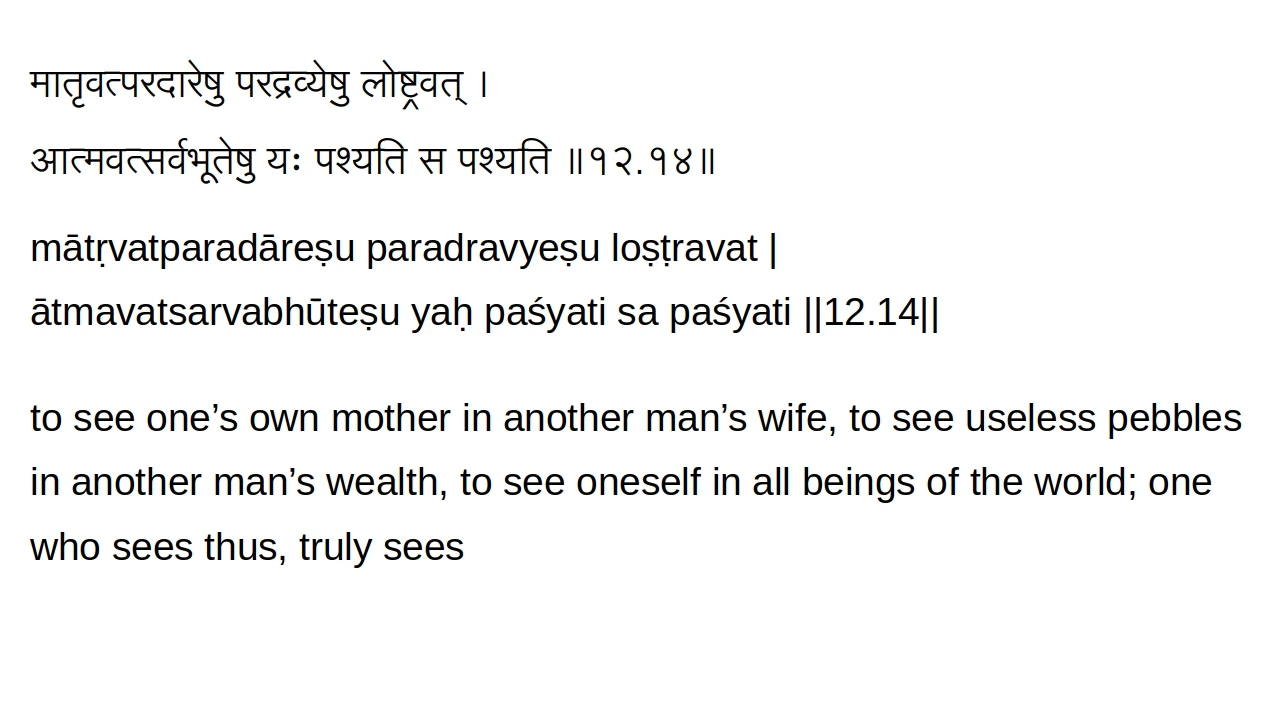 मातृवत्परदारेषु परद्रव्येषु लोष्ट्रवत् ।
आत्मवत्सर्वभूतेषु यः पश्यति स पश्यति ॥१२.१४॥
mātṛvatparadāreṣu paradravyeṣu loṣṭravat |
ātmavatsarvabhūteṣu yaḥ paśyati sa paśyati ||12.14||
to see one’s own mother in another man’s wife, to see useless pebbles
in another man’s wealth, to see oneself in all beings of the world; one
who sees thus, truly sees